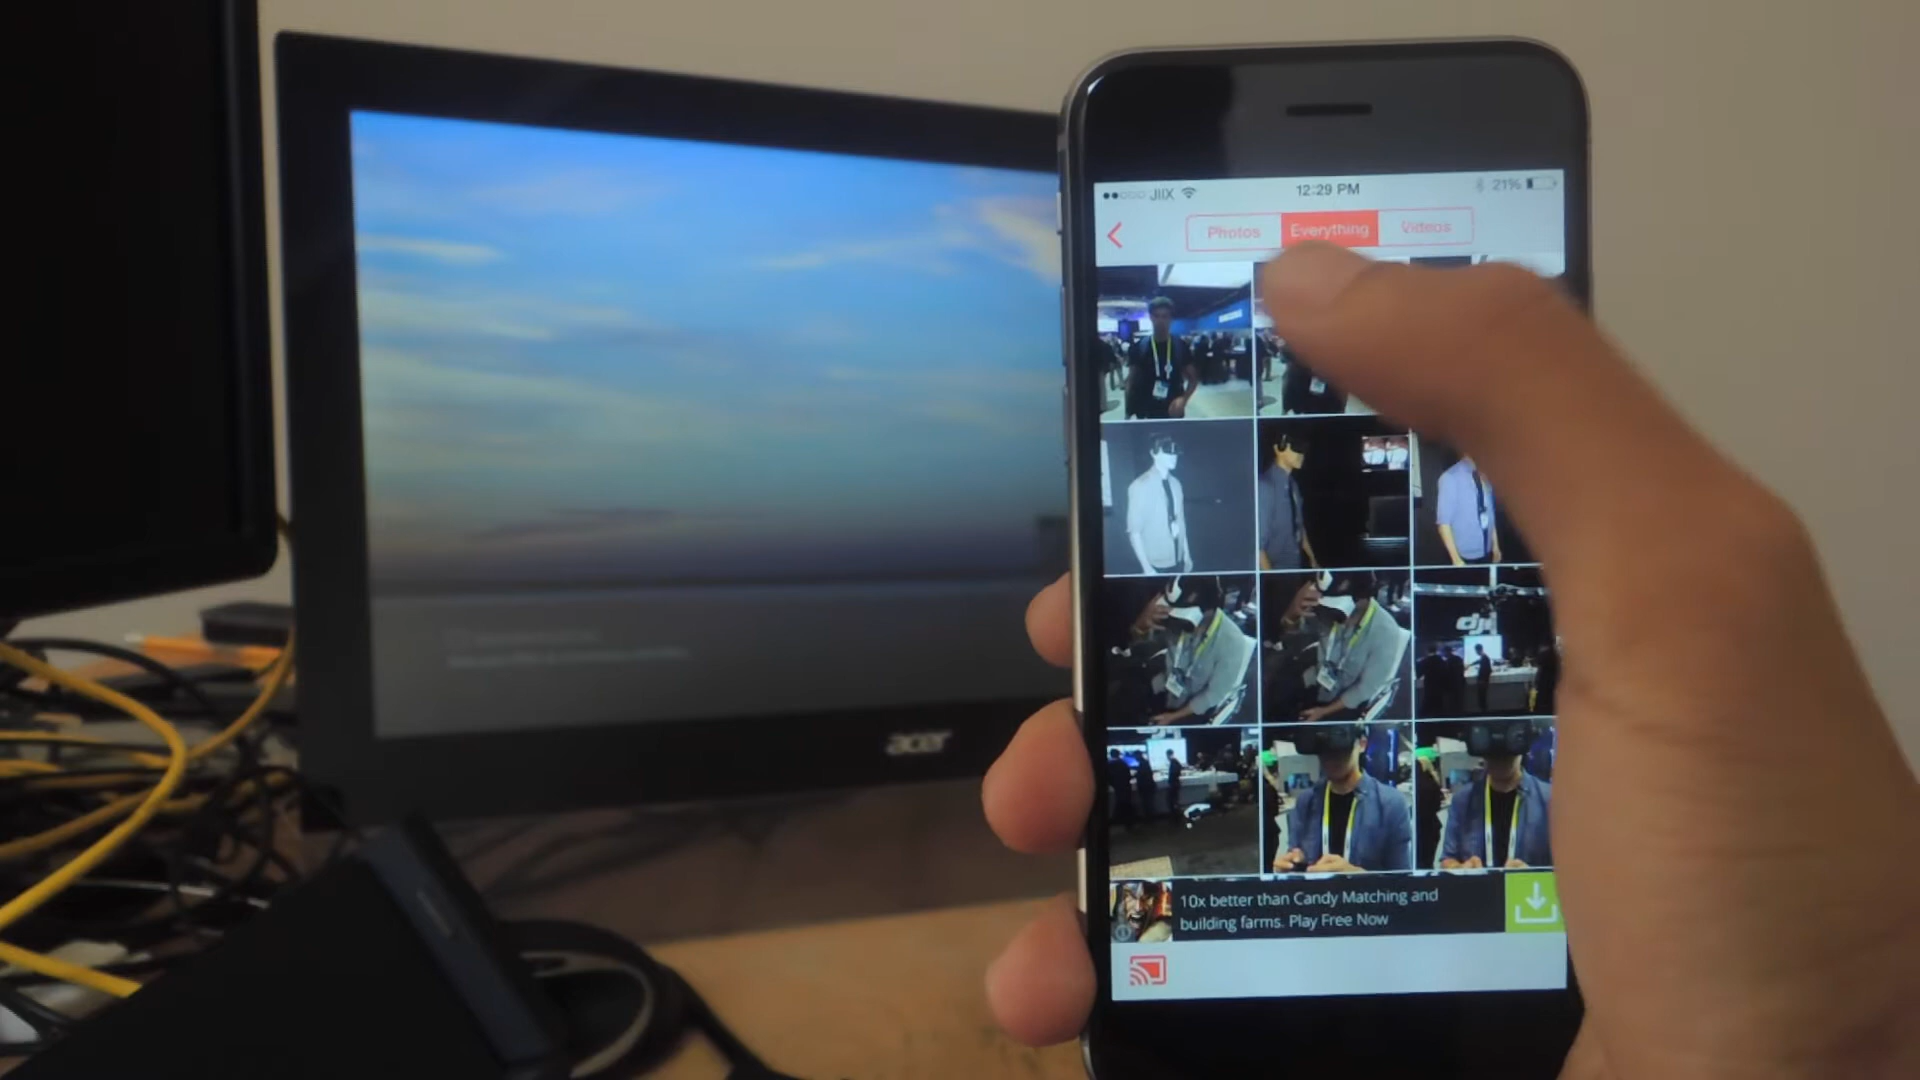 JIIX 12:29 PM 21%
Photos Everything Videos
dji
10x better than Candy Matching and
building farms. Play Free Now
acer